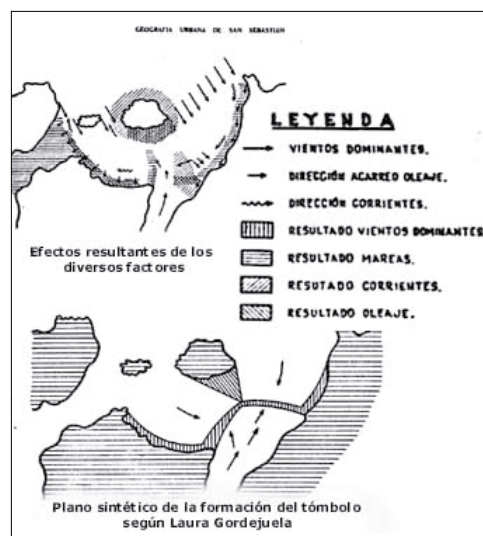 GEOGRAFIA URBANA DE SAN SEBASTIAN
LEYENDA
VIENTOS DOMINANTES.
DIRECCIÓN ACARREO OLEAJE.
DIRECCIÓN CORRIENTES.
RESULTADO VIENTOS DOMINANTES
RESULTADO MAREAS.
RESUTADO CORRIENTES.
RESULTADO OLEAJE.
Efectos resultantes de los
diversos factores
Plano sintético de la formación del tómbolo
según Laura Gordejuela